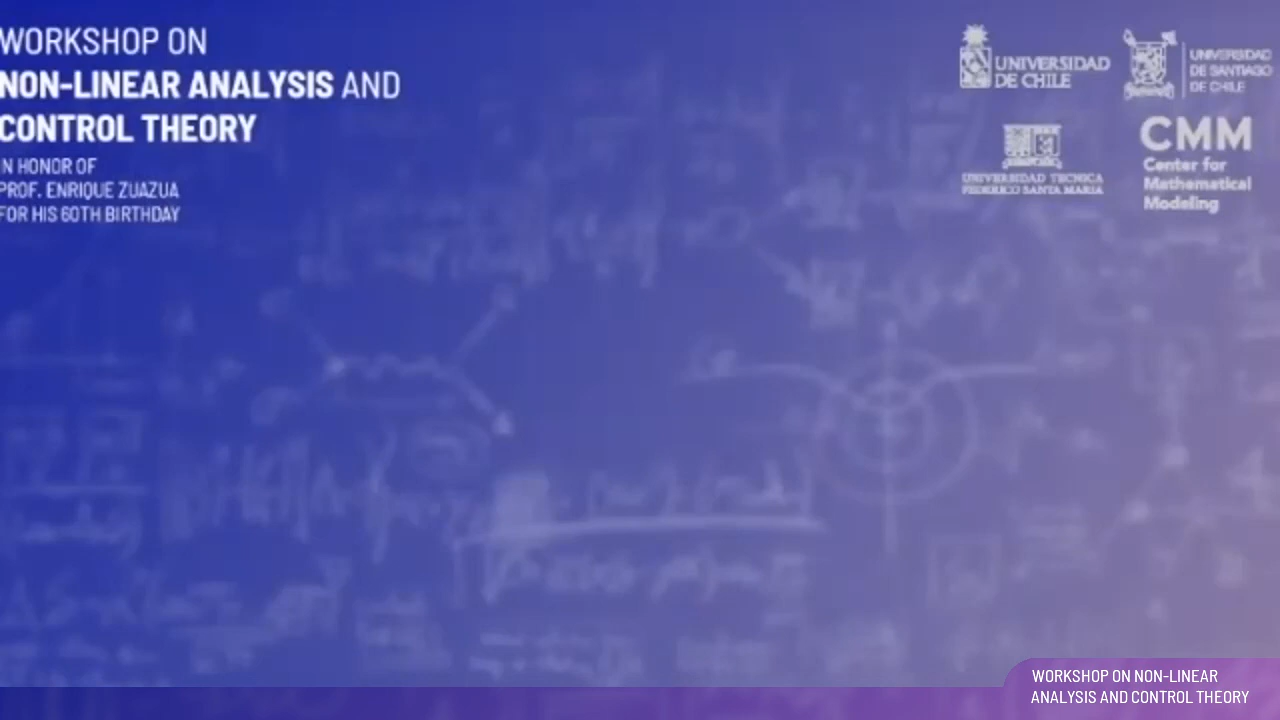 WORKSHOP ON
NON-LINEAR ANALYSIS AND
CONTROL THEORY
IN HONOR OF
PROF. ENRIQUE ZUAZUA
FOR HIS 60TH BIRTHDAY
UNIVERSIDAD
DE CHILE
UNIVERSIDAD
DE SANTIAGO
DE CHILE
UNIVERSIDAD TECNICA
FEDERICO SANTA MARIA
CMM
Center for
Mathematical
Modeling
WORKSHOP ON NON-LINEAR
ANALYSIS AND CONTROL THEORY